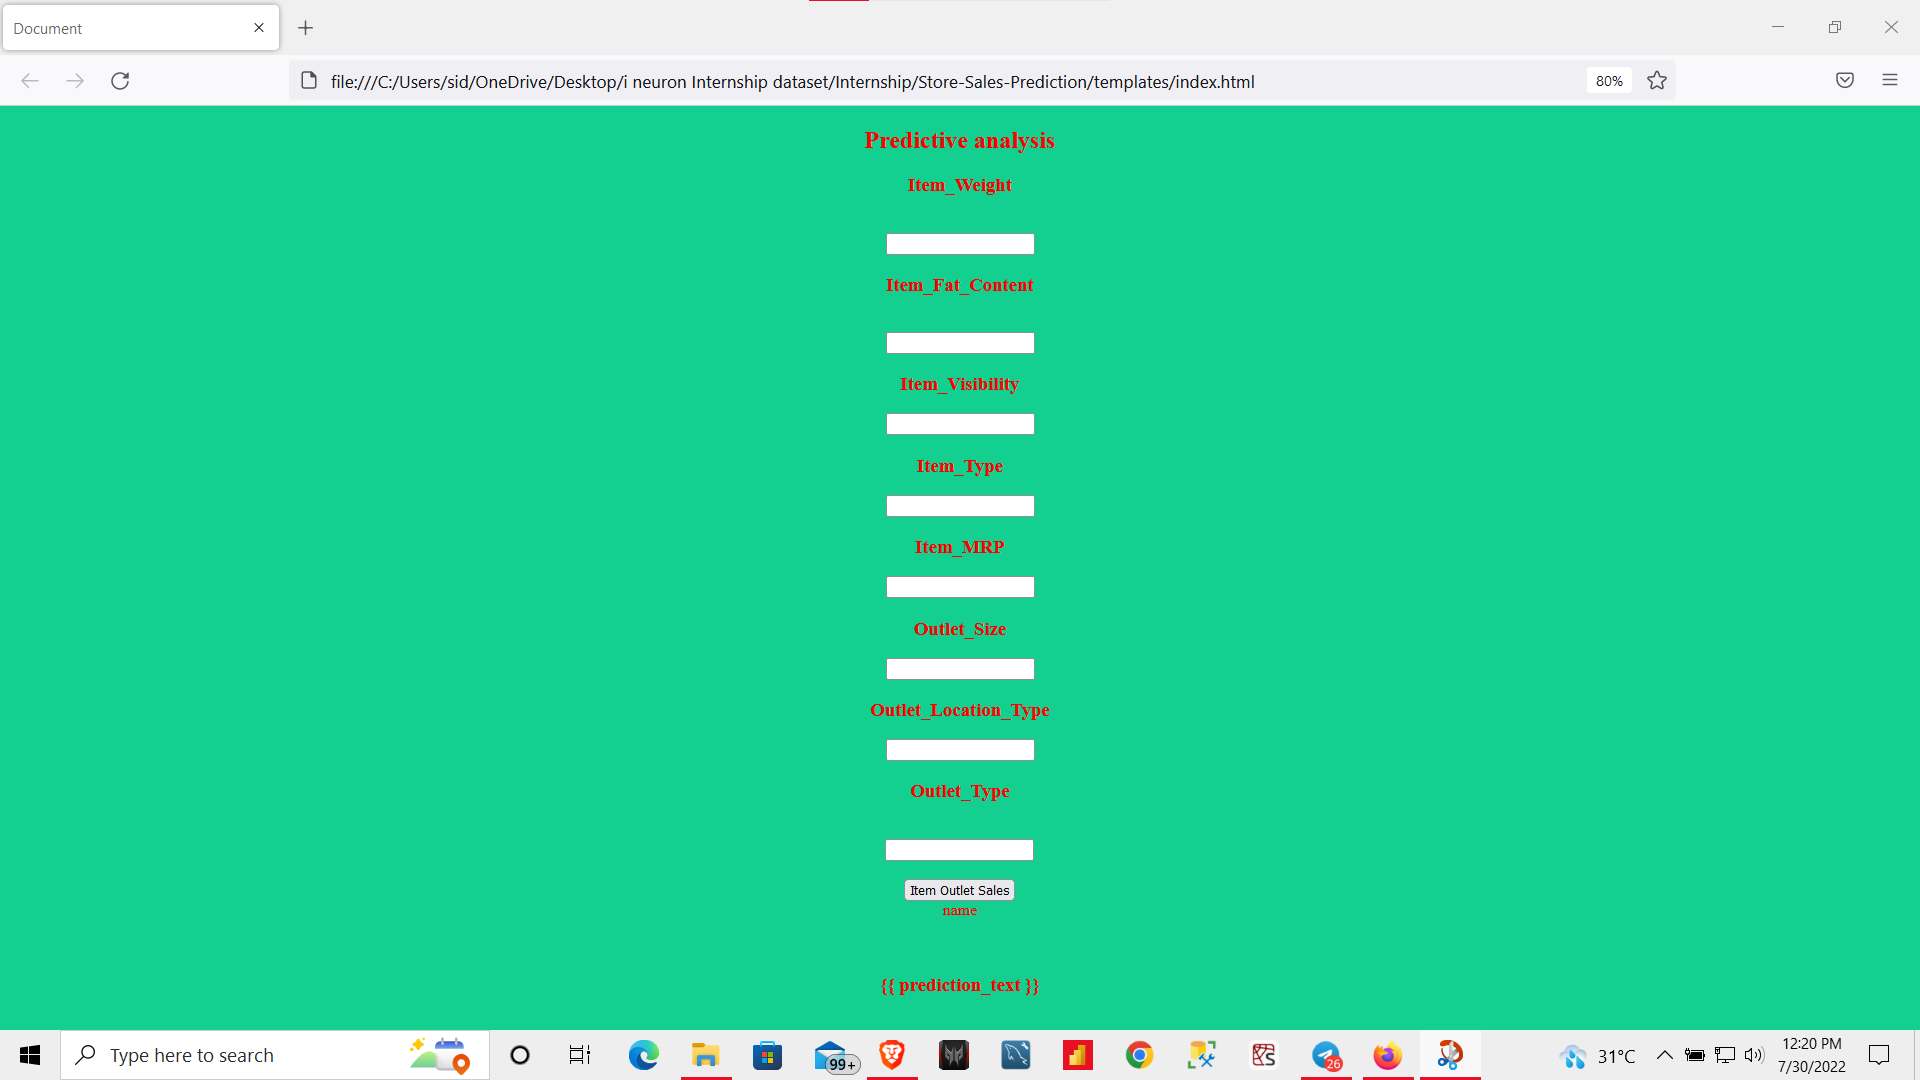 Document
file:///C:/Users/sid/OneDrive/Desktop/i neuron Internship dataset/Internship/Store-Sales-Prediction/templates/index.html
80%
Predictive analysis
Item_Weight
Item_Fat_Content
Item_Visibility
Item_Type
Item_MRP
Outlet_Size
Outlet_Location_Type
Outlet_Type
Item Outlet Sales
name
{{ prediction_text }}
Type here to search
99+
26
31°C
12:20 PM
7/30/2022